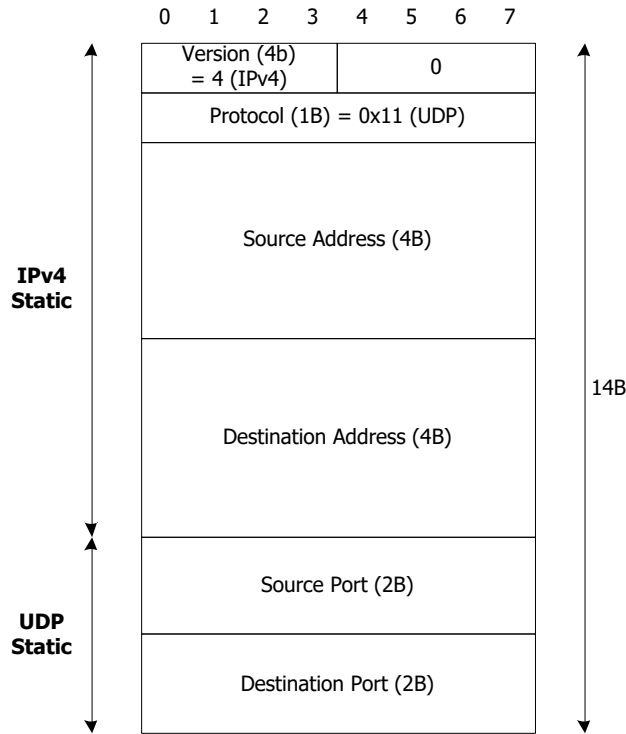 0 1 2 3 4 5 6 7
Version (4b)
= 4 (IPv4)
0
Protocol (1B) = 0x11 (UDP)
Source Address (4B)
IPv4
Static
Destination Address (4B)
14B
Source Port (2B)
UDP
Static
Destination Port (2B)